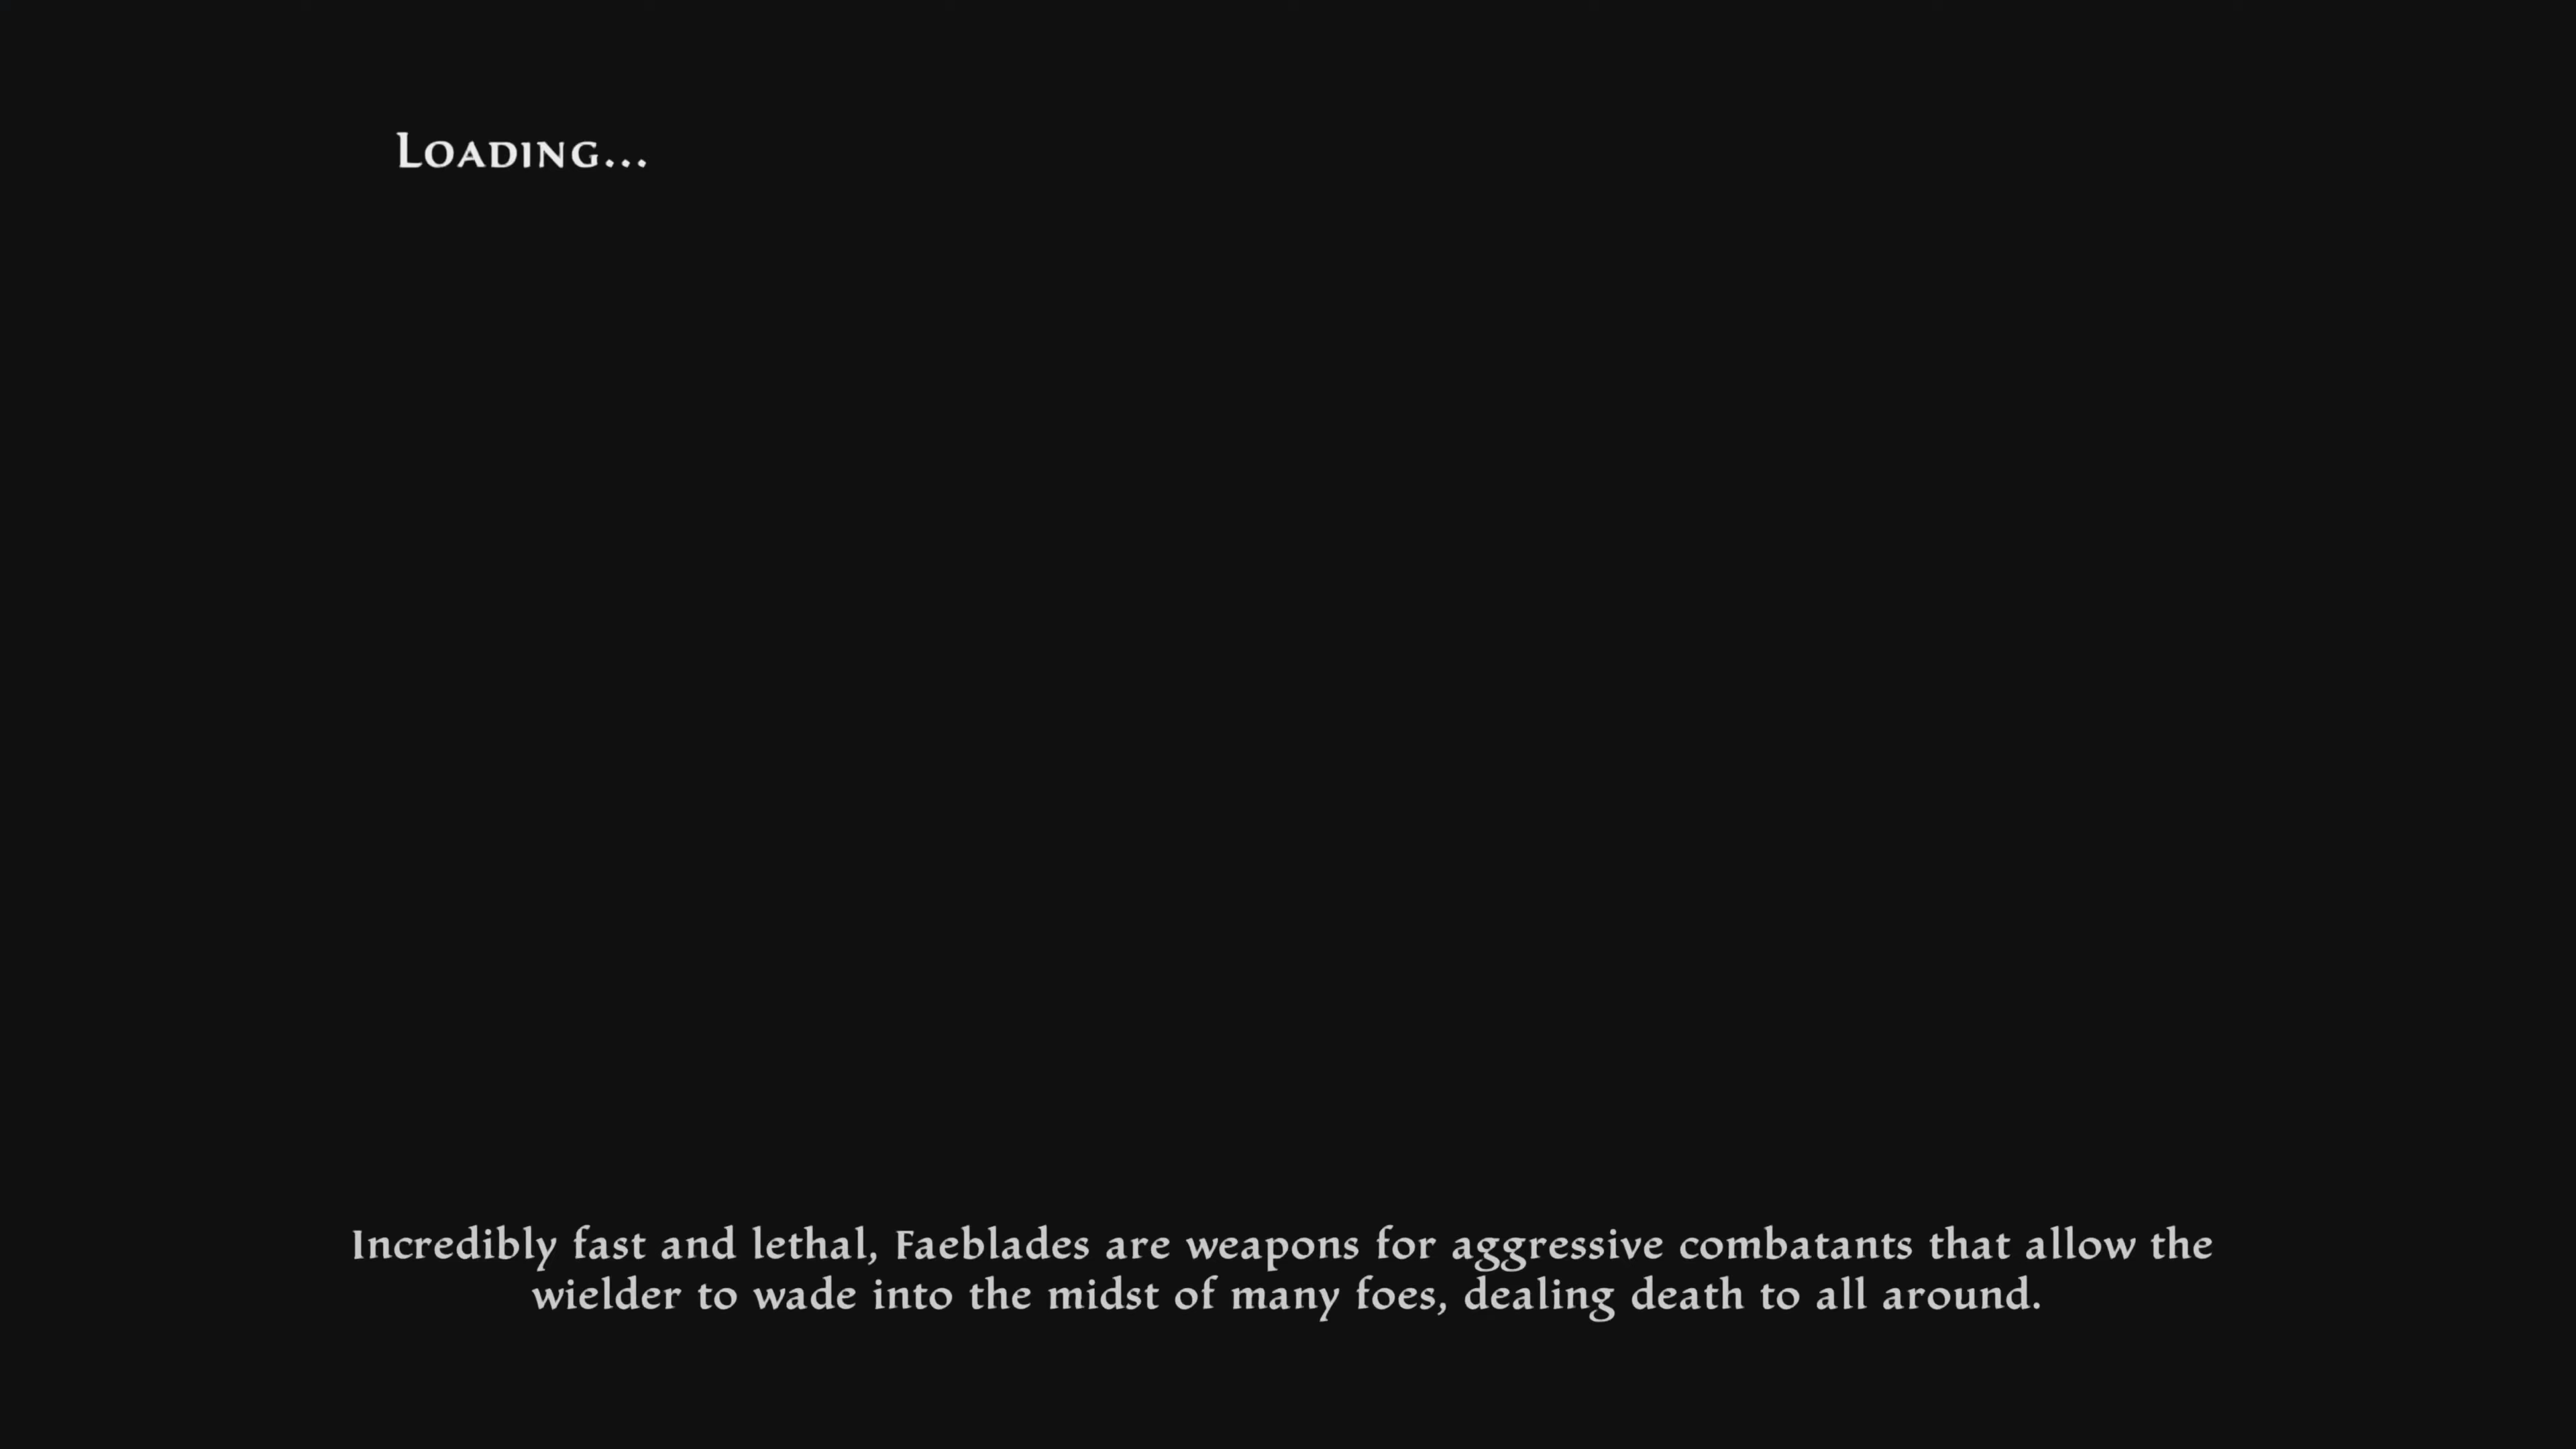 Loading...
Incredibly fast and lethal, Faeblades are weapons for aggressive combatants that allow the
wielder to wade into the midst of many foes, dealing death to all around.